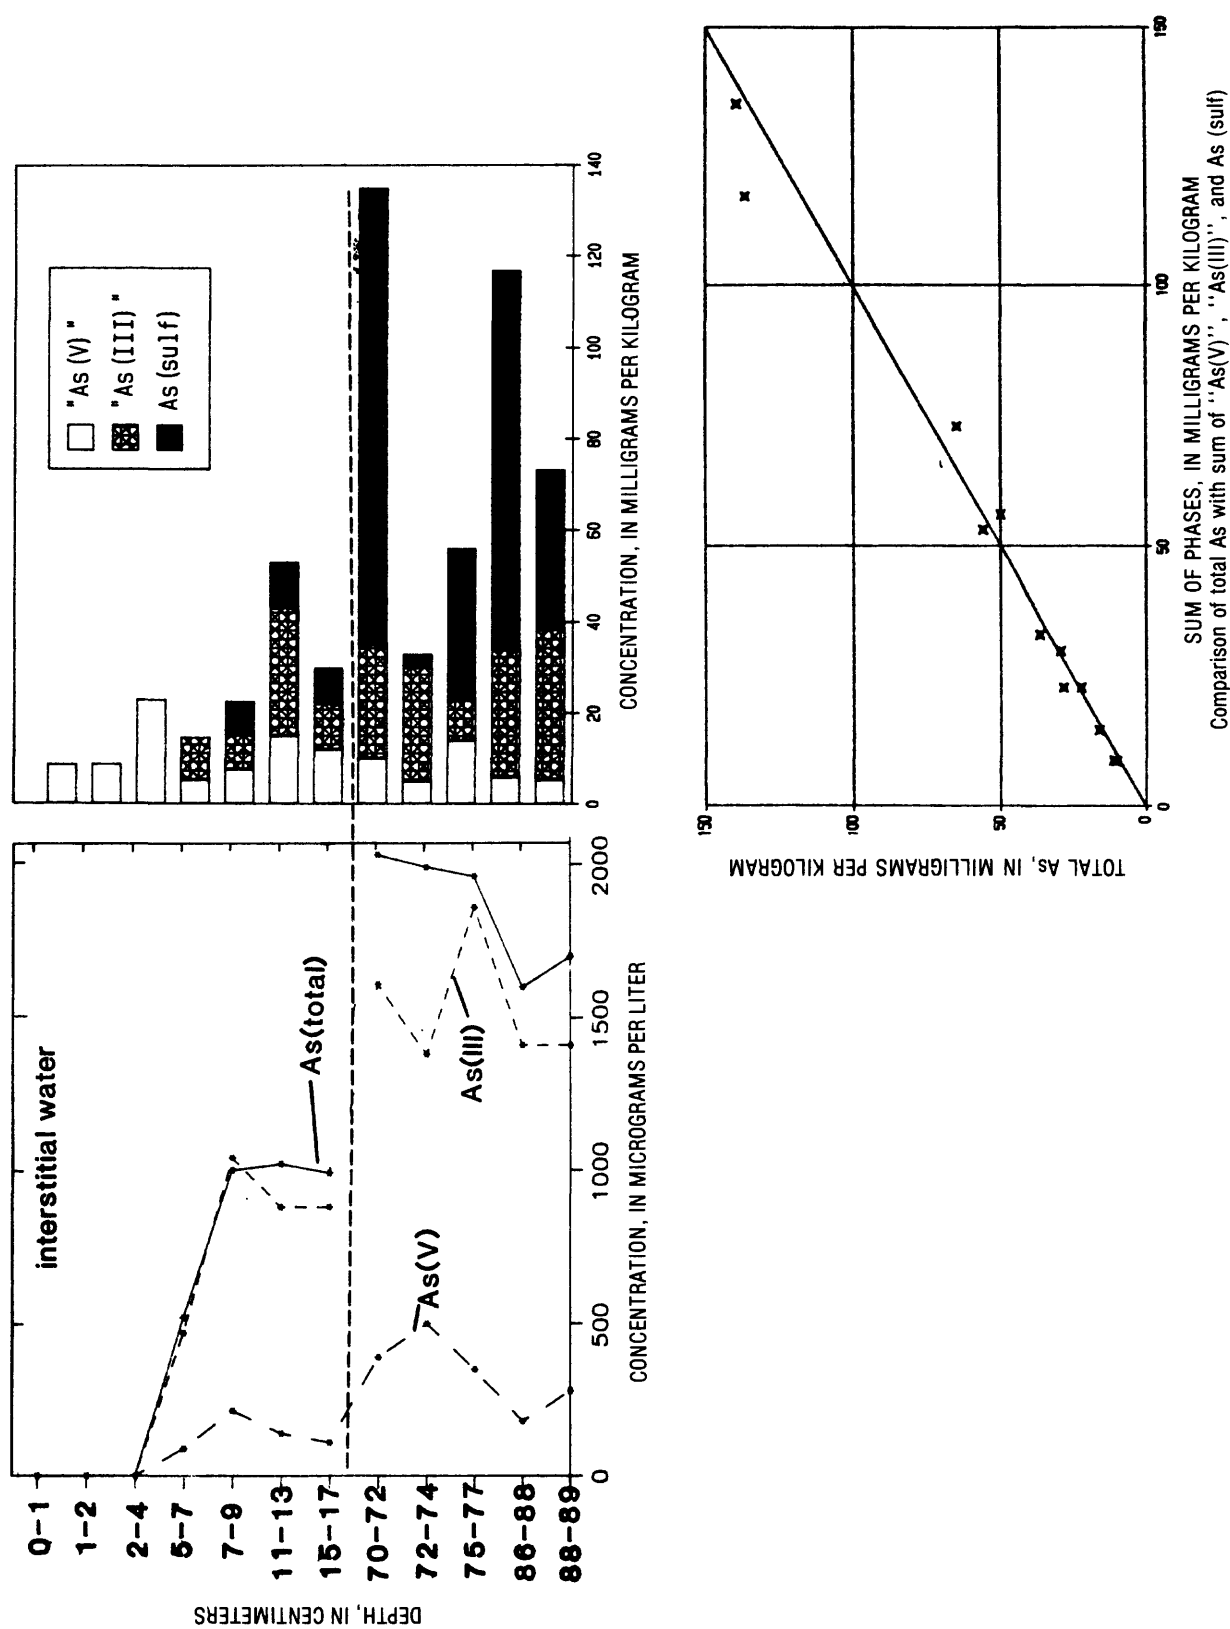 interstitial water
As(total)
As(III)
As(V)
DEPTH, IN CENTIMETERS
0-1
1-2
2-4
5-7
7-9
11-13
15-17
70-72
72-74
75-77
86-88
88-89
0
500
1000
1500
2000
CONCENTRATION, IN MICROGRAMS PER LITER
"As(V)"
"As(III)"
As(sulf)
0
20
40
60
80
100
120
140
CONCENTRATION, IN MILLIGRAMS PER KILOGRAM
TOTAL As, IN MILLIGRAMS PER KILOGRAM
150
100
50
0
0
50
100
150
SUM OF PHASES, IN MILLIGRAMS PER KILOGRAM
Comparison of total As with sum of ''As(V)'', ''As(III)'', and As (sulf)